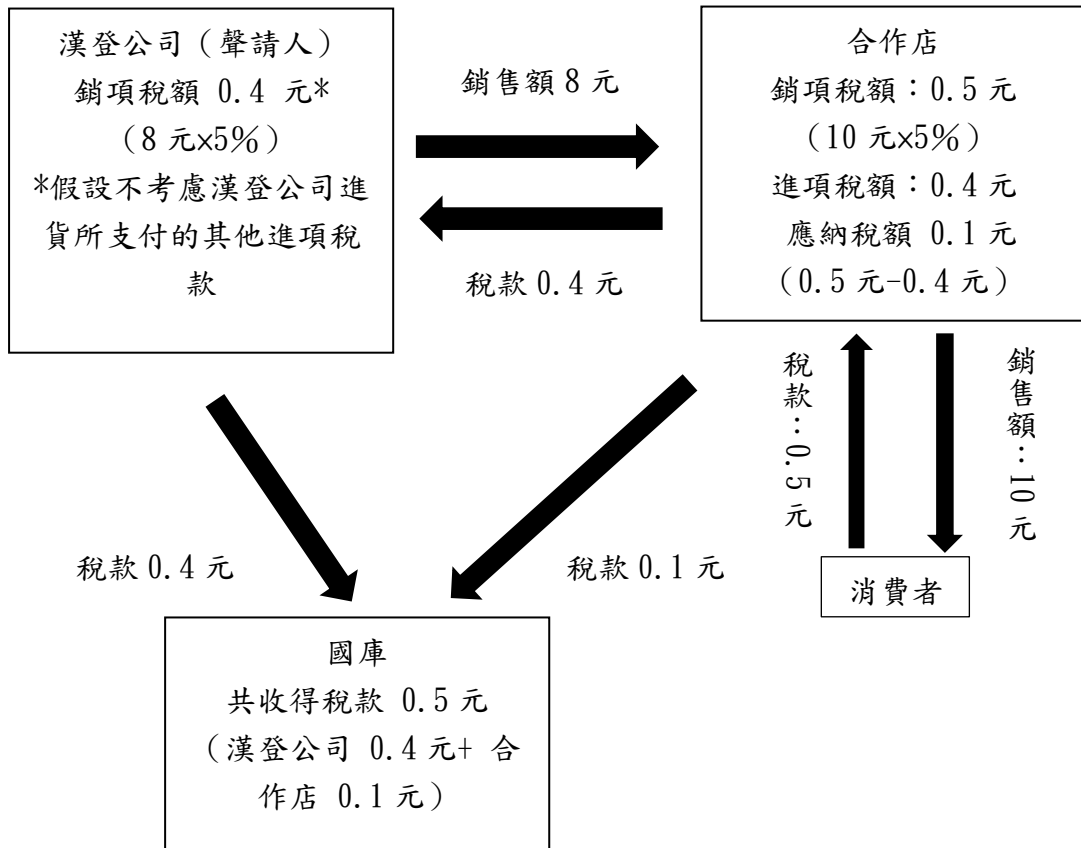 漢登公司（聲請人）
銷項稅額 0.4 元*
（8 元×5%）
*假設不考慮漢登公司進
貨所支付的其他進項稅
款
銷售額 8 元
稅款 0.4 元
合作店
銷項稅額：0.5 元
（10 元×5%）
進項稅額：0.4 元
應納稅額 0.1 元
（0.5 元-0.4 元）
稅款：0.5 元
銷售額：10 元
消費者
稅款 0.4 元
稅款 0.1 元
國庫
共收得稅款 0.5 元
（漢登公司 0.4 元+ 合
作店 0.1 元）